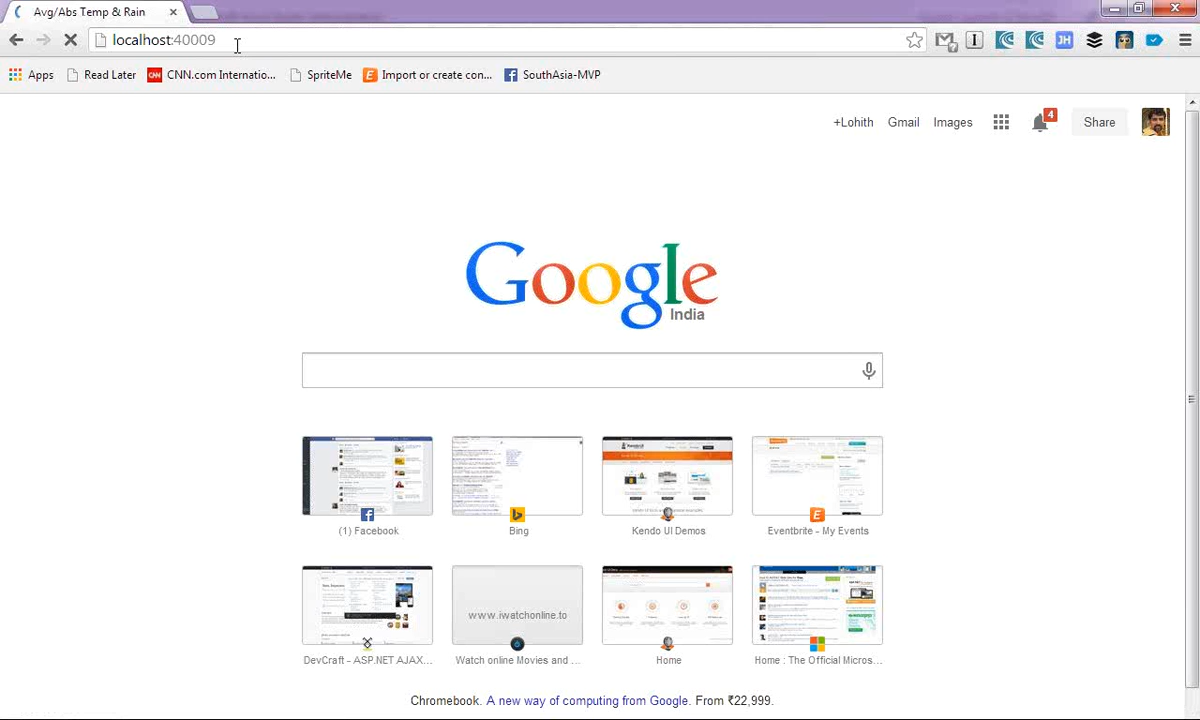 Avg/Abs Temp & Rain
localhost:40009
Apps Read Later CNN.com Internatio... SpriteMe Import or create con... SouthAsia-MVP
+Lohith Gmail Images 4 Share
Google
India
(1) Facebook Bing Kendo UI Demos Eventbrite - My Events
www.iwatchonline.to
DevCraft - ASP.NET AJAX... Watch online Movies and ... Home Home : The Official Micros...
Chromebook. A new way of computing from Google. From ₹22,999.